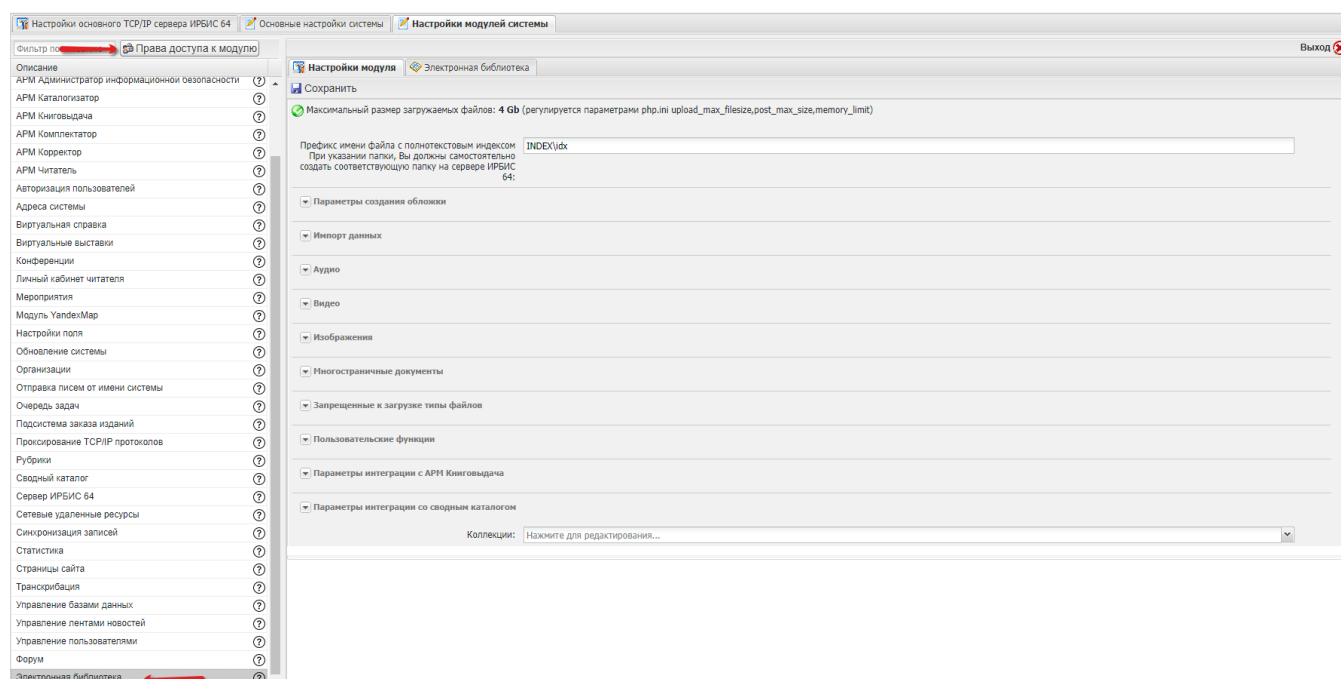 Настройки основного TCP/IP сервера ИРБИС 64
Основные настройки системы
Настройки модулей системы
Фильтр по
Права доступа к модулю
Выход
Описание
АРМ Администратор информационной безопасности
АРМ Каталогизатор
АРМ Книговыдача
АРМ Комплектатор
АРМ Корректор
АРМ Читатель
Авторизация пользователей
Адреса системы
Виртуальная справка
Виртуальные выставки
Конференции
Личный кабинет читателя
Мероприятия
Модуль YandexMap
Настройки поля
Обновление системы
Организации
Отправка писем от имени системы
Очередь задач
Подсистема заказа изданий
Проксирование TCP/IP протоколов
Рубрики
Сводный каталог
Сервер ИРБИС 64
Сетевые удаленные ресурсы
Синхронизация записей
Статистика
Страницы сайта
Транскрибация
Управление базами данных
Управление лентами новостей
Управление пользователями
Форум
Электронная библиотека
Настройки модуля
Электронная библиотека
Сохранить
Максимальный размер загружаемых файлов: 4 Gb (регулируется параметрами php.ini upload_max_filesize,post_max_size,memory_limit)
Префикс имени файла с полнотекстовым индексом
При указании папки, Вы должны самостоятельно
создать соответствующую папку на сервере ИРБИС
64:
INDEX\idx
Параметры создания обложки
Импорт данных
Аудио
Видео
Изображения
Многостраничные документы
Запрещенные к загрузке типы файлов
Пользовательские функции
Параметры интеграции с АРМ Книговыдача
Параметры интеграции со сводным каталогом
Коллекции:
Нажмите для редактирования...